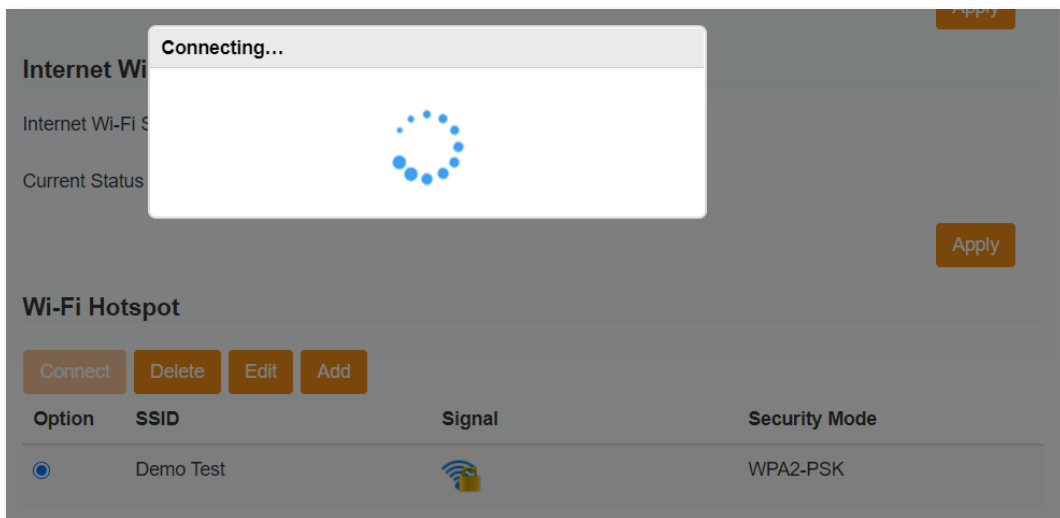 Apply
Connecting...
Internet Wi
Internet Wi-Fi S
Current Status
Apply
Wi-Fi Hotspot
Connect Delete Edit Add
Option SSID Signal Security Mode
Demo Test WPA2-PSK